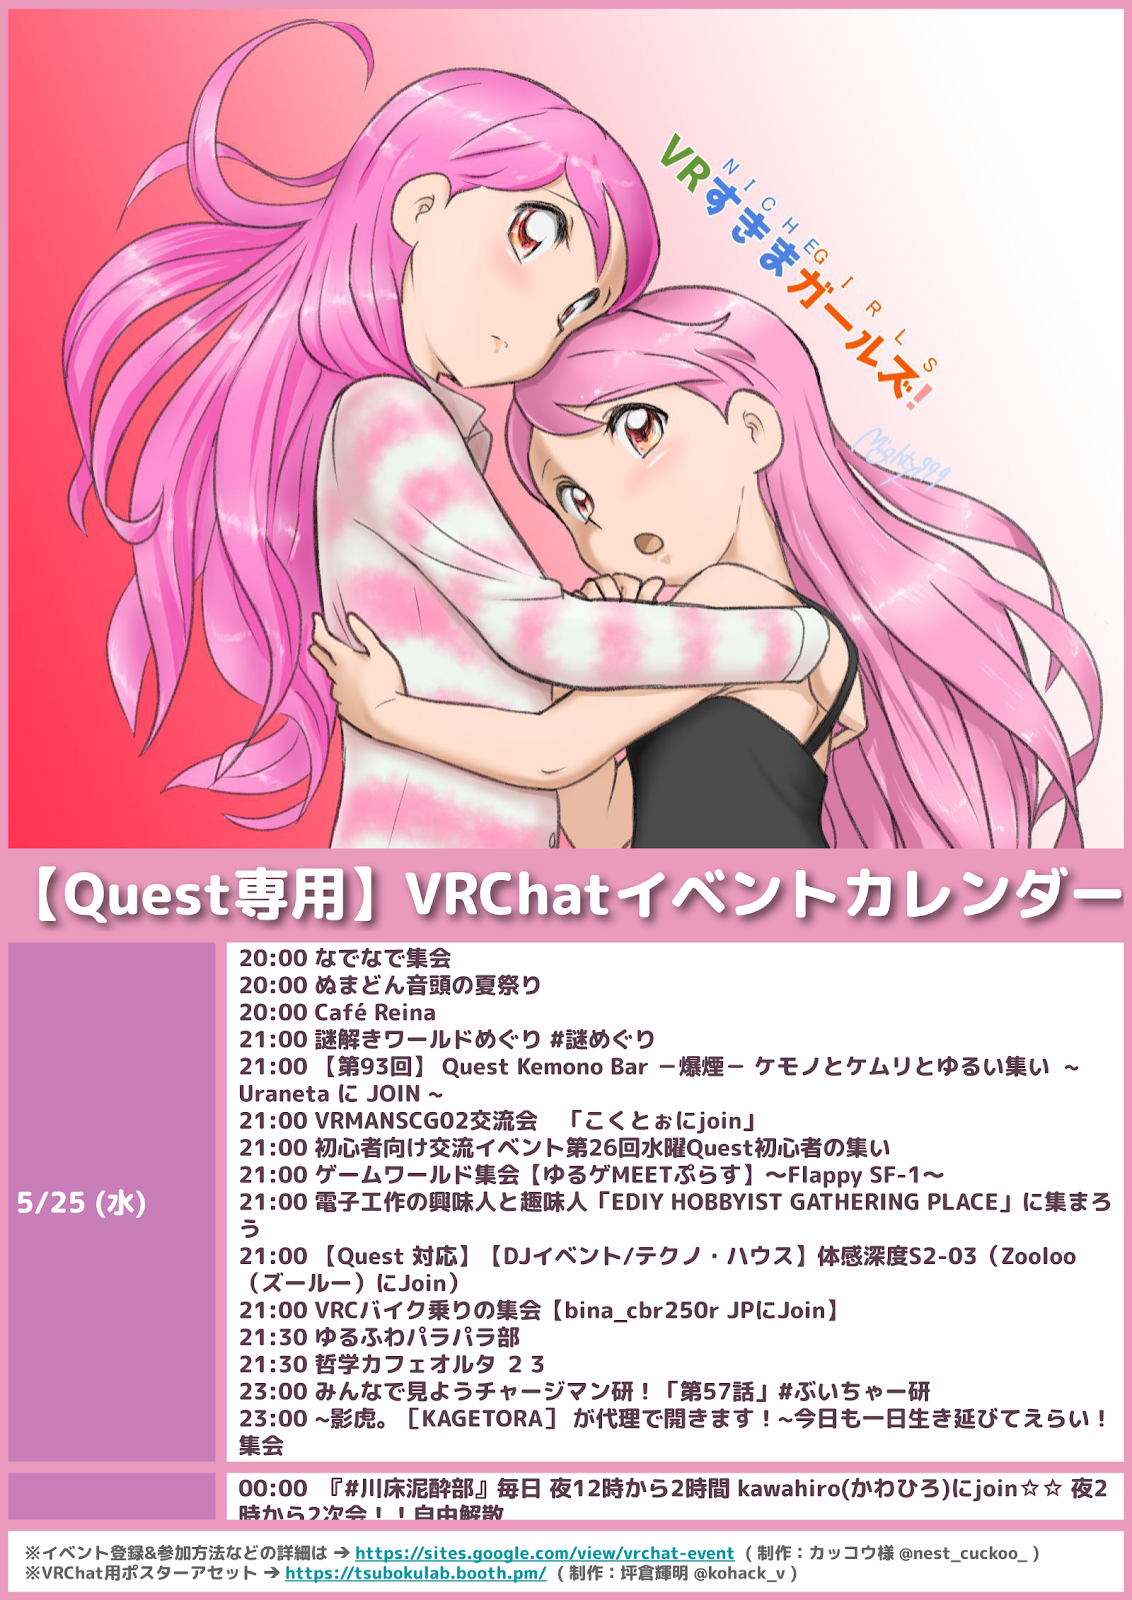 NICHE GIRLS
VRすきまガールズ!
Mighty999
【Quest専用】VRChatイベントカレンダー
5/25 (水)
20:00 なでなで集会
20:00 ぬまどん音頭の夏祭り
20:00 Café Reina
21:00 謎解きワールドめぐり #謎めぐり
21:00 【第93回】 Quest Kemono Bar －爆煙－ ケモノとケムリとゆるい集い ～
Uraneta に JOIN ~
21:00 VRMANSCG02交流会　「こくとぉにjoin」
21:00 初心者向け交流イベント第26回水曜Quest初心者の集い
21:00 ゲームワールド集会【ゆるゲMEETぷらす】～Flappy SF-1～
21:00 電子工作の興味人と趣味人「EDIY HOBBYIST GATHERING PLACE」に集まろ
う
21:00 【Quest 対応】【DJイベント/テクノ・ハウス】体感深度S2-03（Zooloo
（ズールー）にJoin）
21:00 VRCバイク乗りの集会【bina_cbr250r JPにJoin】
21:30 ゆるふわパラパラ部
21:30 哲学カフェオルタ ２３
23:00 みんなで見ようチャージマン研！「第57話」#ぶいちゃー研
23:00 ~影虎。［KAGETORA］ が代理で開きます！~今日も一日生き延びてえらい！
集会
00:00 『#川床泥酔部』毎日 夜12時から2時間 kawahiro(かわひろ)にjoin☆☆ 夜2
時から2次会！！自由解散
※イベント登録&参加方法などの詳細は → https://sites.google.com/view/vrchat-event （ 制作：カッコウ様 @nest_cuckoo_ ）
※VRChat用ポスターアセット → https://tsubokulab.booth.pm/ （ 制作：坪倉輝明 @kohack_v ）